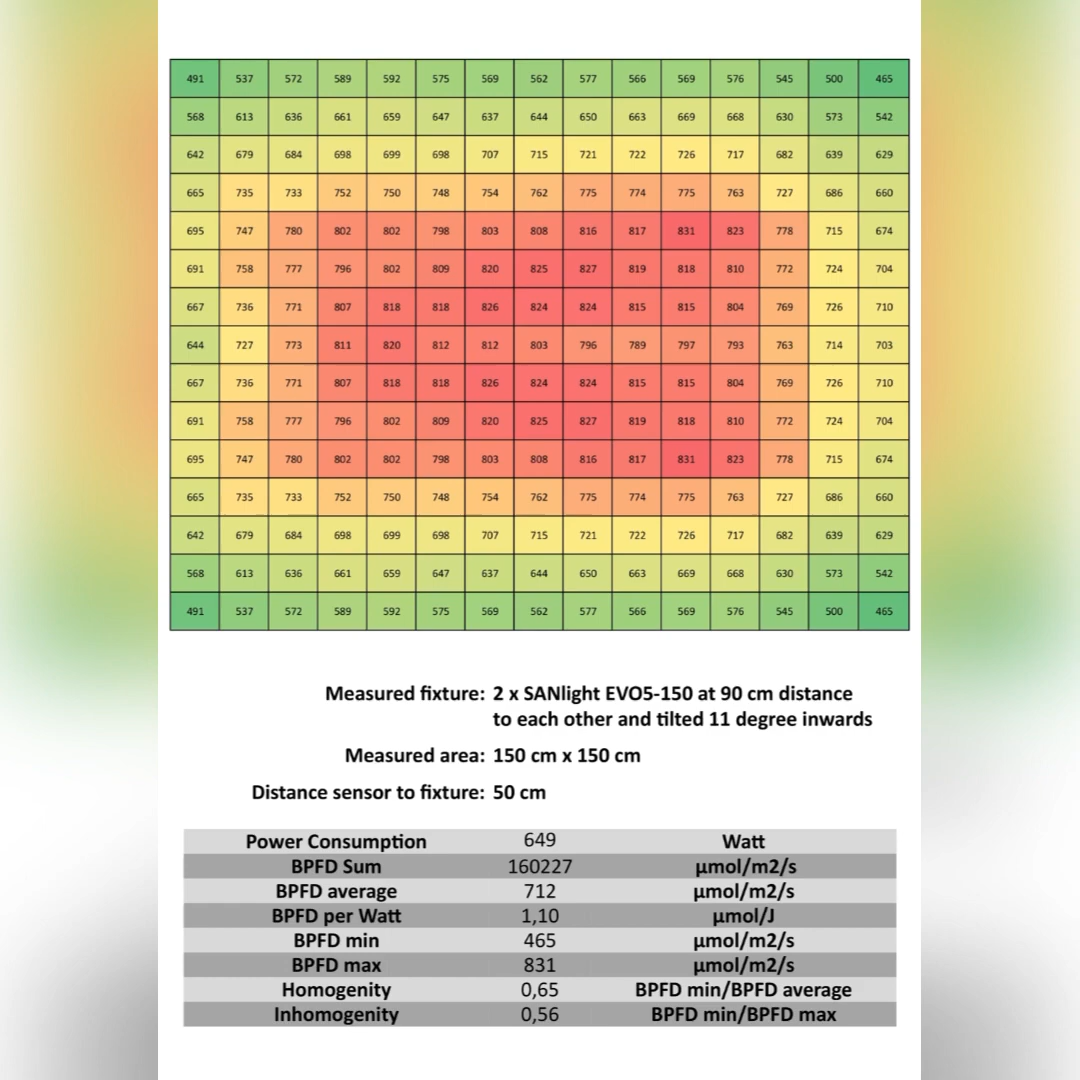 491 537 572 589 592 575 569 562 577 566 569 576 545 500 465
568 613 636 661 659 647 637 644 650 663 669 668 630 573 542
642 679 684 698 699 698 707 715 721 722 726 717 682 639 629
665 735 733 752 750 748 754 762 775 774 775 763 727 686 660
695 747 780 802 802 798 803 808 816 817 831 823 778 715 674
691 758 777 796 802 809 820 825 827 819 818 810 772 724 704
667 736 771 807 818 818 826 824 824 815 815 804 769 726 710
644 727 773 811 820 812 812 803 796 789 797 793 763 714 703
667 736 771 807 818 818 826 824 824 815 815 804 769 726 710
691 758 777 796 802 809 820 825 827 819 818 810 772 724 704
695 747 780 802 802 798 803 808 816 817 831 823 778 715 674
665 735 733 752 750 748 754 762 775 774 775 763 727 686 660
642 679 684 698 699 698 707 715 721 722 726 717 682 639 629
568 613 636 661 659 647 637 644 650 663 669 668 630 573 542
491 537 572 589 592 575 569 562 577 566 569 576 545 500 465
Measured fixture: 2 x SANlight EVO5-150 at 90 cm distance
to each other and tilted 11 degree inwards
Measured area: 150 cm x 150 cm
Distance sensor to fixture: 50 cm
Power Consumption 649 Watt
BPFD Sum 160227 µmol/m2/s
BPFD average 712 µmol/m2/s
BPFD per Watt 1,10 µmol/J
BPFD min 465 µmol/m2/s
BPFD max 831 µmol/m2/s
Homogenity 0,65 BPFD min/BPFD average
Inhomogenity 0,56 BPFD min/BPFD max